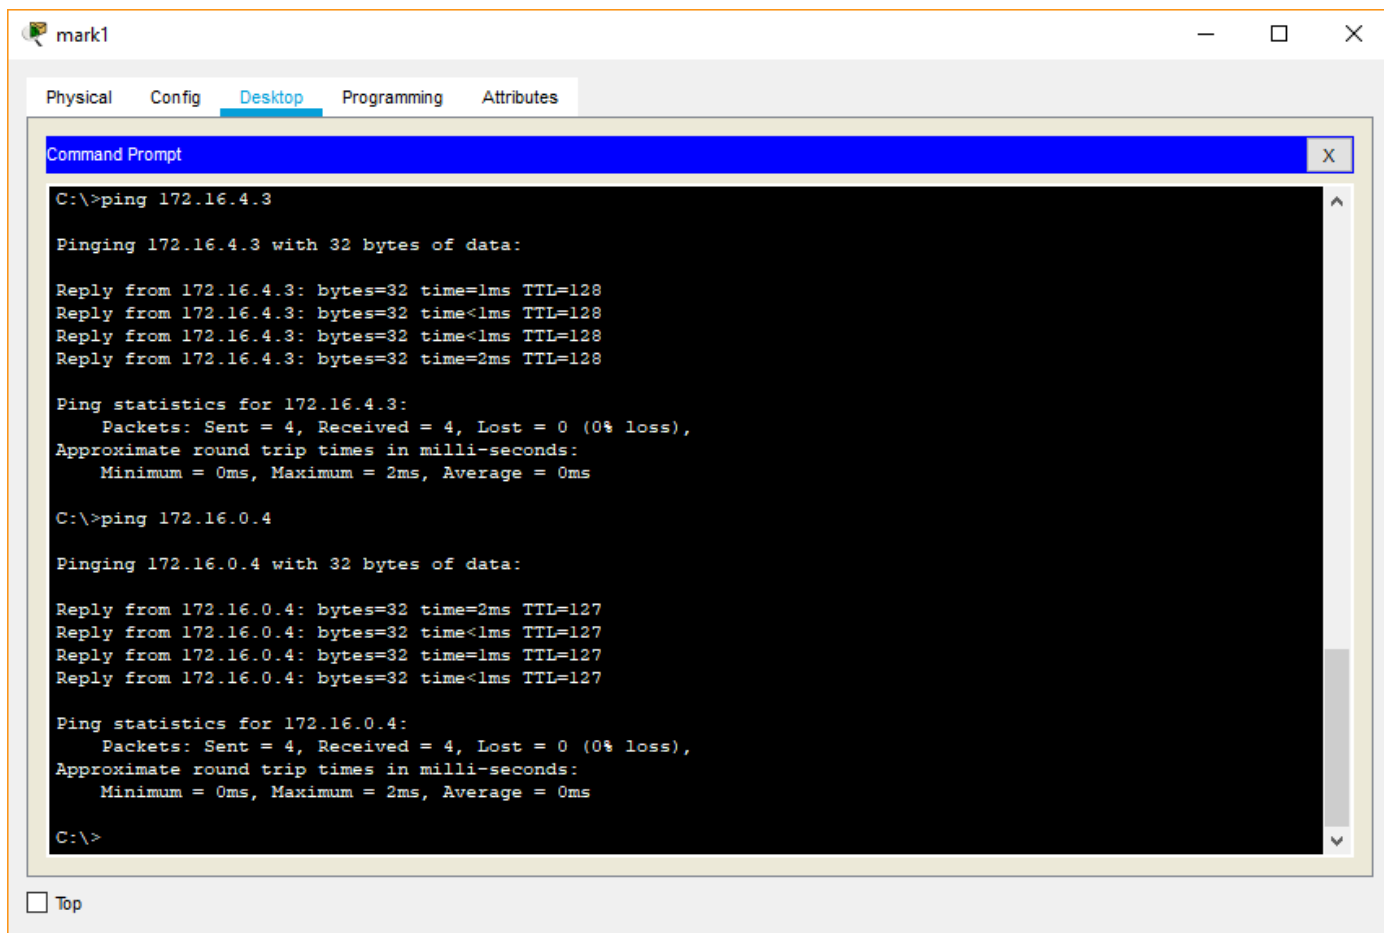 mark1
Physical Config Desktop Programming Attributes
Command Prompt X
C:\>ping 172.16.4.3
Pinging 172.16.4.3 with 32 bytes of data:
Reply from 172.16.4.3: bytes=32 time=1ms TTL=128
Reply from 172.16.4.3: bytes=32 time<1ms TTL=128
Reply from 172.16.4.3: bytes=32 time<1ms TTL=128
Reply from 172.16.4.3: bytes=32 time=2ms TTL=128
Ping statistics for 172.16.4.3:
    Packets: Sent = 4, Received = 4, Lost = 0 (0% loss),
Approximate round trip times in milli-seconds:
    Minimum = 0ms, Maximum = 2ms, Average = 0ms
C:\>ping 172.16.0.4
Pinging 172.16.0.4 with 32 bytes of data:
Reply from 172.16.0.4: bytes=32 time=2ms TTL=127
Reply from 172.16.0.4: bytes=32 time<1ms TTL=127
Reply from 172.16.0.4: bytes=32 time=1ms TTL=127
Reply from 172.16.0.4: bytes=32 time<1ms TTL=127
Ping statistics for 172.16.0.4:
    Packets: Sent = 4, Received = 4, Lost = 0 (0% loss),
Approximate round trip times in milli-seconds:
    Minimum = 0ms, Maximum = 2ms, Average = 0ms
C:\>
Top